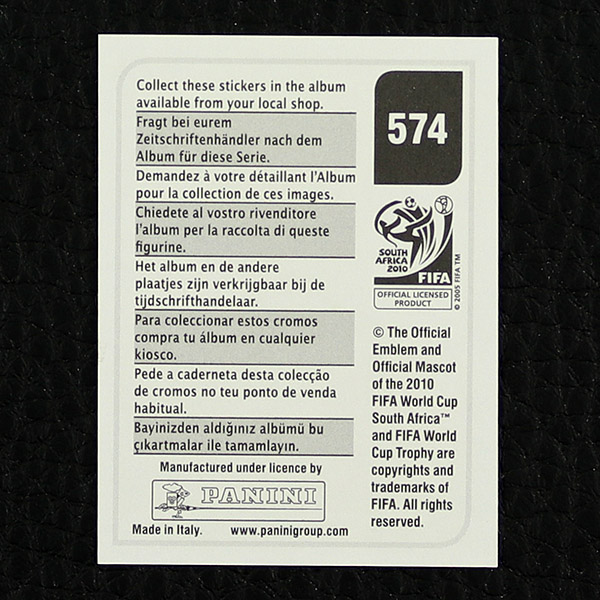 Collect these stickers in the album
available from your local shop.
Fragt bei eurem
Zeitschriftenhändler nach dem
Album für diese Serie.
Demandez à votre détaillant l'Album
pour la collection de ces images.
Chiedete al vostro rivenditore
l'album per la raccolta di queste
figurine.
Het album en de andere
plaatjes zijn verkrijgbaar bij de
tijdschrifthandelaar.
Para coleccionar estos cromos
compra tu álbum en cualquier
kiosco.
Pede a caderneta desta colecção
de cromos no teu ponto de venda
habitual.
Bayinizden aldığınız albümü bu
çıkartmalar ile tamamlayın.
Manufactured under licence by
PANINI
Made in Italy. www.paninigroup.com
574
SOUTH
AFRICA
2010
FIFA
OFFICIAL LICENSED
PRODUCT
© 2005 FIFA TM
© The Official
Emblem and
Official Mascot
of the 2010
FIFA World Cup
South Africa™
and FIFA World
Cup Trophy are
copyrights and
trademarks of
FIFA. All rights
reserved.